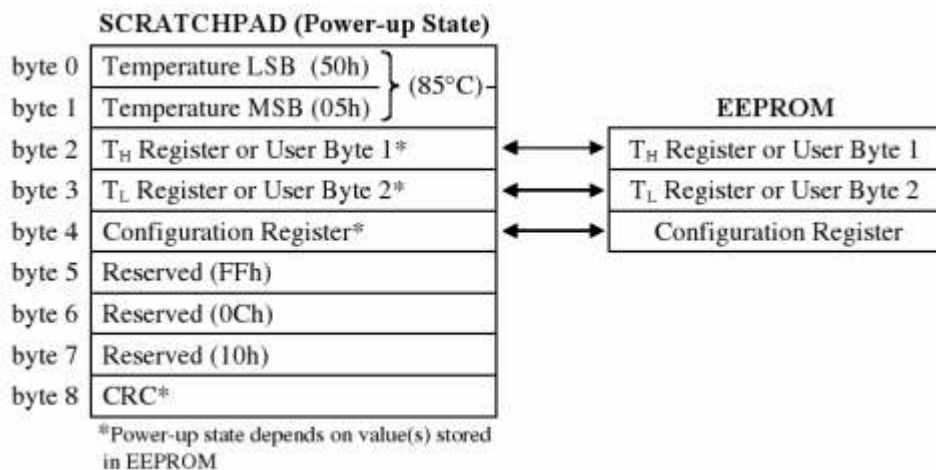 SCRATCHPAD (Power-up State)
byte 0 Temperature LSB (50h)
(85°C)
byte 1 Temperature MSB (05h)
EEPROM
byte 2 TH Register or User Byte 1* TH Register or User Byte 1
byte 3 TL Register or User Byte 2* TL Register or User Byte 2
byte 4 Configuration Register* Configuration Register
byte 5 Reserved (FFh)
byte 6 Reserved (0Ch)
byte 7 Reserved (10h)
byte 8 CRC*
*Power-up state depends on value(s) stored
in EEPROM